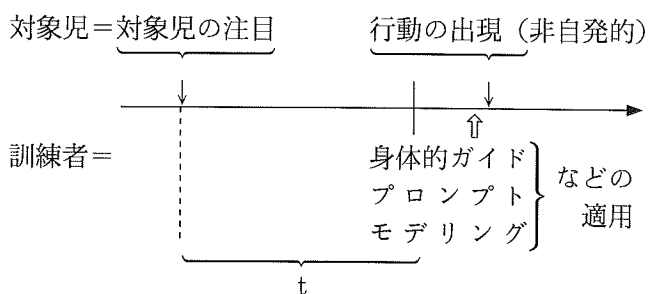 対象児=対象児の注目 行動の出現(非自発的)
訓練者=
身体的ガイド
プロンプト
モデリング
などの
適用
t